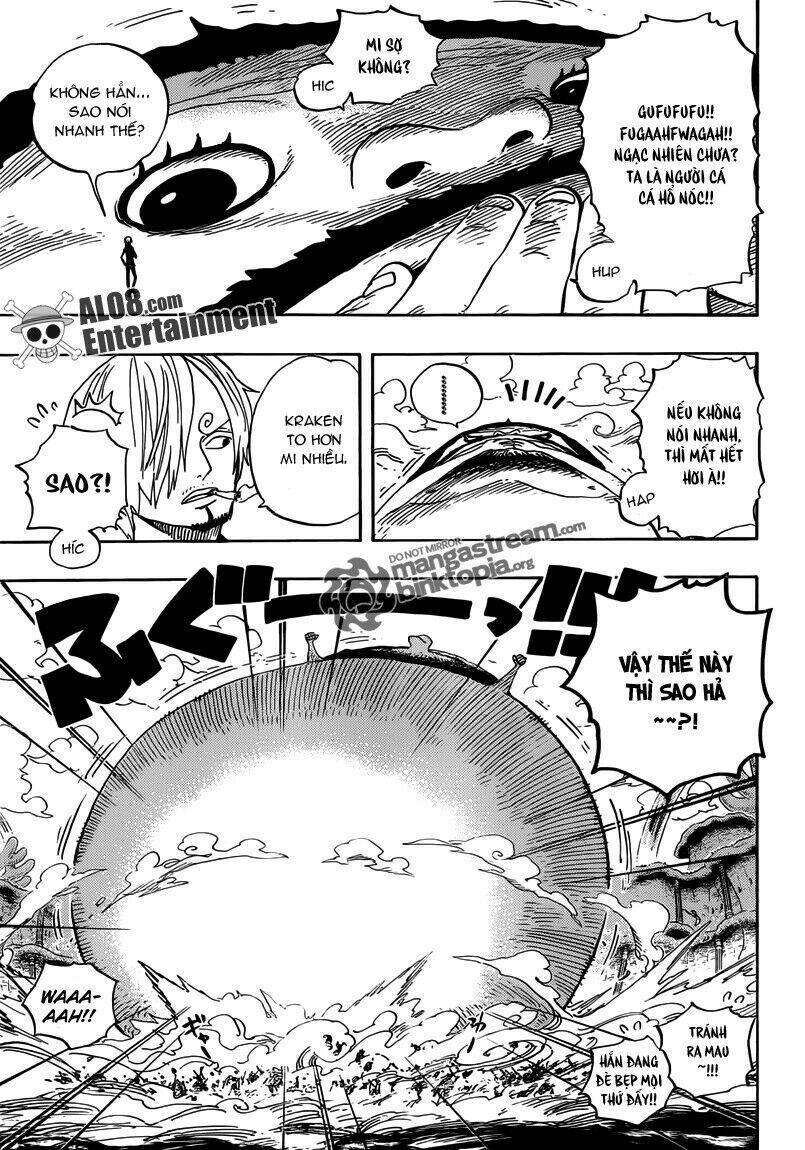 GUFUFUFU!!
FUGAAHFWAGAH!!
NGẠC NHIÊN CHƯA?
TA LÀ NGƯỜI CÁ
CÁ HỔ NÓC!!
HUP
MI SỢ
KHÔNG?
HIC
KHÔNG HẲN...
SAO NÓI
NHANH THẾ?
AL08.com
Entertainment
NẾU KHÔNG
NÓI NHANH,
THÌ MẤT HẾT
HƠI À!!
HAP
KRAKEN
TO HƠN
MI NHIỀU.
SAO?!
HÍC
DO NOT MIRROR
mangastream.com
binktopia.org
ふぐーーっ!!
VẬY THẾ NÀY
THÌ SAO HẢ
~~?!
WAAA-
AAH!!
TRÁNH
RA MAU
~!!!
HẮN ĐANG
ĐÈ BẸP MỌI
THỨ ĐẤY!!